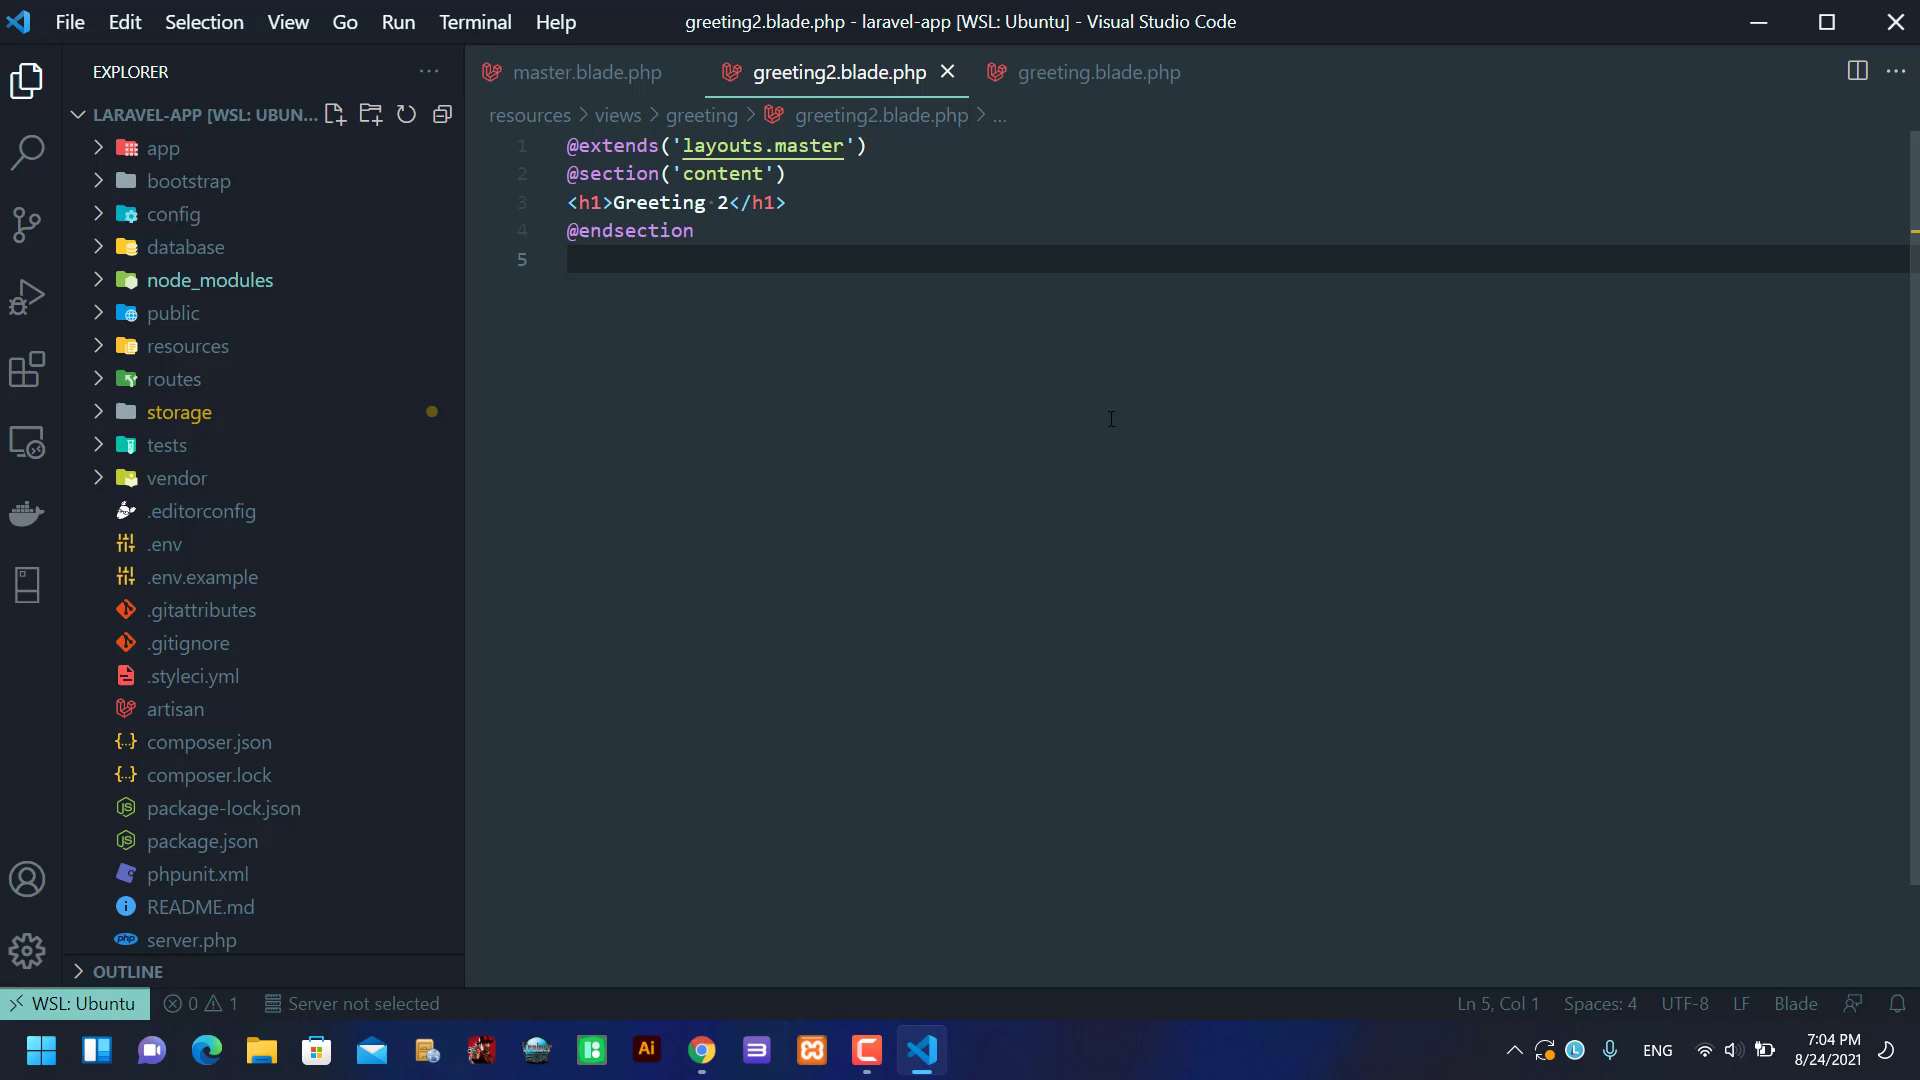 File Edit Selection View Go Run Terminal Help greeting2.blade.php - laravel-app [WSL: Ubuntu] - Visual Studio Code
EXPLORER
LARAVEL-APP [WSL: UBUN...
app
bootstrap
config
database
node_modules
public
resources
routes
storage
tests
vendor
.editorconfig
.env
.env.example
.gitattributes
.gitignore
.styleci.yml
artisan
composer.json
composer.lock
package-lock.json
package.json
phpunit.xml
README.md
server.php
OUTLINE
master.blade.php greeting2.blade.php greeting.blade.php
resources > views > greeting > greeting2.blade.php > ...
1 @extends('layouts.master')
2 @section('content')
3 <h1>Greeting·2</h1>
4 @endsection
5
WSL: Ubuntu 0 1 Server not selected Ln 5, Col 1 Spaces: 4 UTF-8 LF Blade
Ai ENG 7:04 PM
8/24/2021